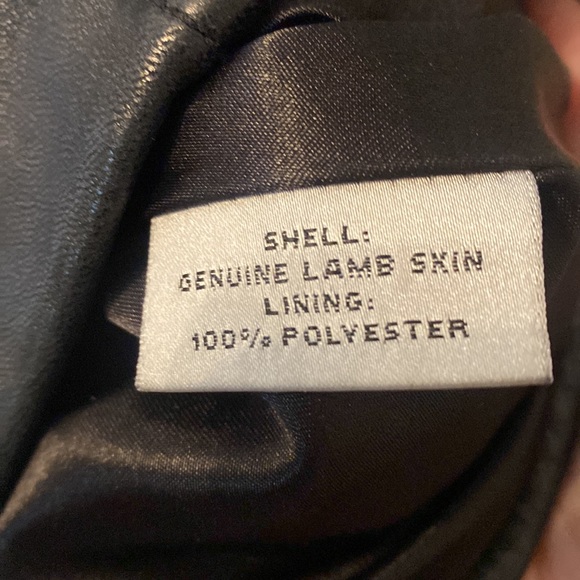 SHELL:
GENUINE LAMB SKIN
LINING:
100% POLYESTER